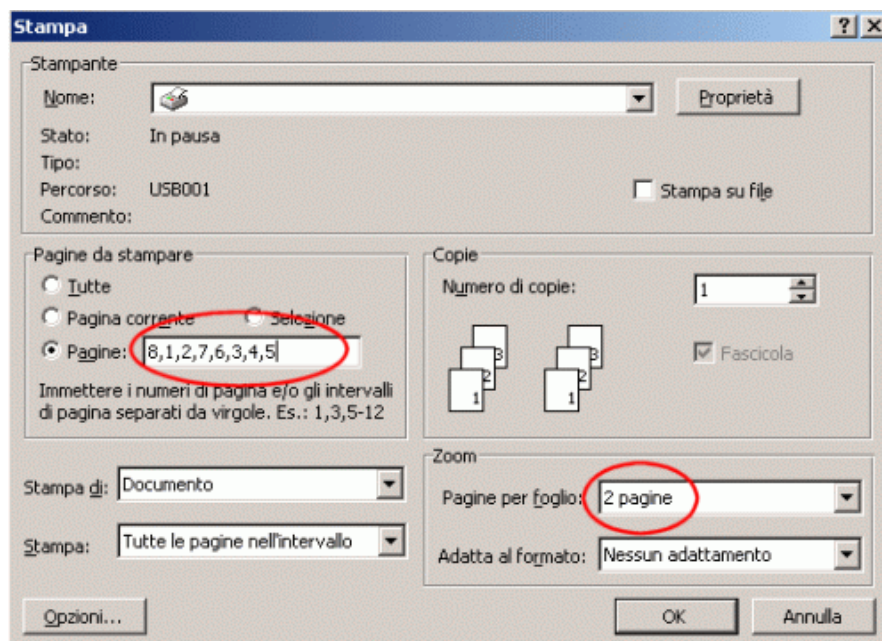 Stampa
Stampante
Nome:
Proprietà
Stato: In pausa
Tipo:
Percorso: USB001
Stampa su file
Commento:
Pagine da stampare
Tutte
Pagina corrente Selezione
Pagine: 8,1,2,7,6,3,4,5
Immettere i numeri di pagina e/o gli intervalli
di pagina separati da virgole. Es.: 1,3,5-12
Copie
Numero di copie: 1
3 3
2 2
1 1
Fascicola
Stampa di: Documento
Stampa: Tutte le pagine nell'intervallo
Zoom
Pagine per foglio: 2 pagine
Adatta al formato: Nessun adattamento
Opzioni... OK Annulla